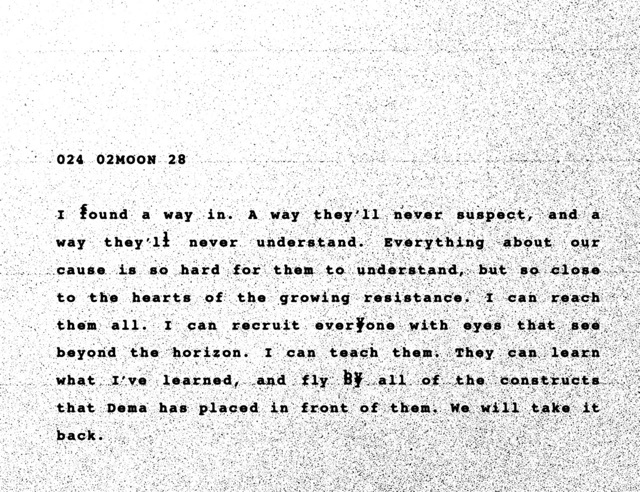 024 02MOON 28
I found a way in. A way they'll never suspect, and a
way they'll never understand. Everything about our
cause is so hard for them to understand, but so close
to the hearts of the growing resistance. I can reach
them all. I can recruit everyone with eyes that see
beyond the horizon. I can teach them. They can learn
what I've learned, and fly by all of the constructs
that Dema has placed in front of them. We will take it
back.